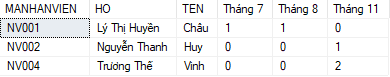 MANHANVIEN HO TEN Tháng 7 Tháng 8 Tháng 11
NV001 Lý Thị Huyền Châu 1 1 0
NV002 Nguyễn Thanh Huy 0 0 1
NV004 Trương Thế Vinh 0 0 2